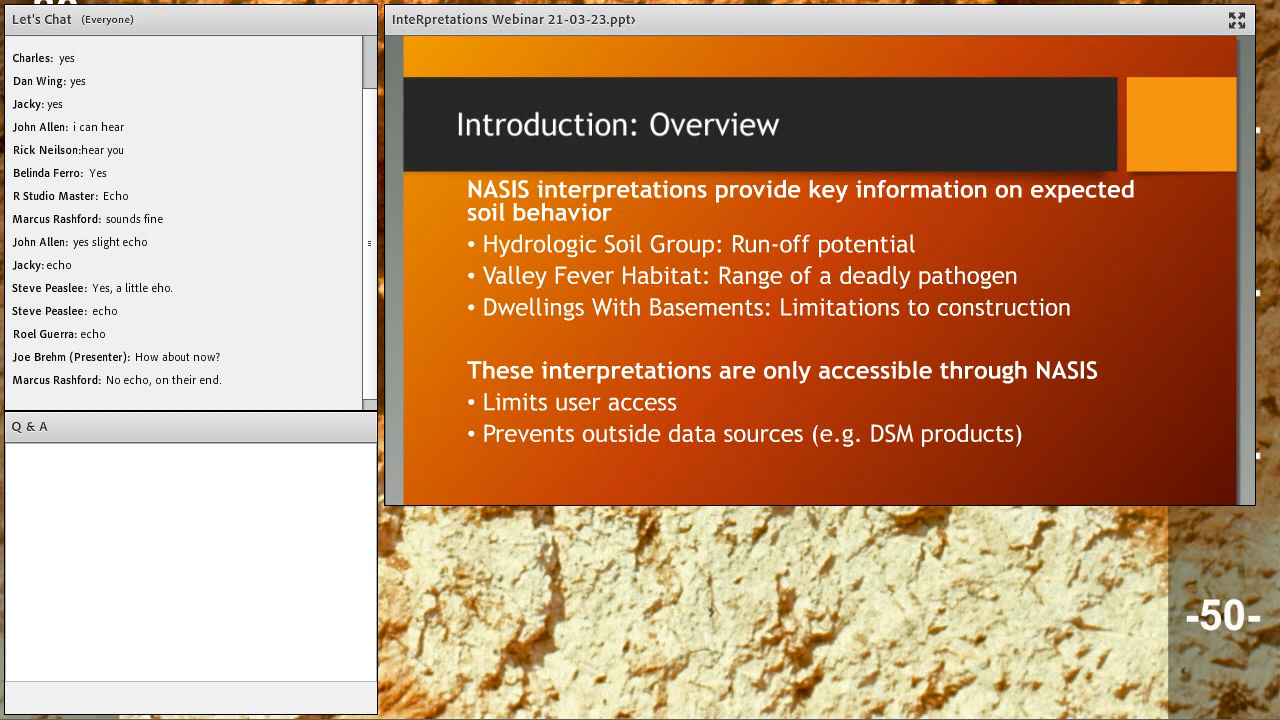 Let's Chat (Everyone)
Charles: yes
Dan Wing: yes
Jacky: yes
John Allen: i can hear
Rick Neilson:hear you
Belinda Ferro: Yes
R Studio Master: Echo
Marcus Rashford: sounds fine
John Allen: yes slight echo
Jacky: echo
Steve Peaslee: Yes, a little eho.
Steve Peaslee: echo
Roel Guerra: echo
Joe Brehm (Presenter): How about now?
Marcus Rashford: No echo, on their end.
Q & A
InteRpretations Webinar 21-03-23.ppt
Introduction: Overview
NASIS interpretations provide key information on expected
soil behavior
• Hydrologic Soil Group: Run-off potential
• Valley Fever Habitat: Range of a deadly pathogen
• Dwellings With Basements: Limitations to construction
These interpretations are only accessible through NASIS
• Limits user access
• Prevents outside data sources (e.g. DSM products)
-50-